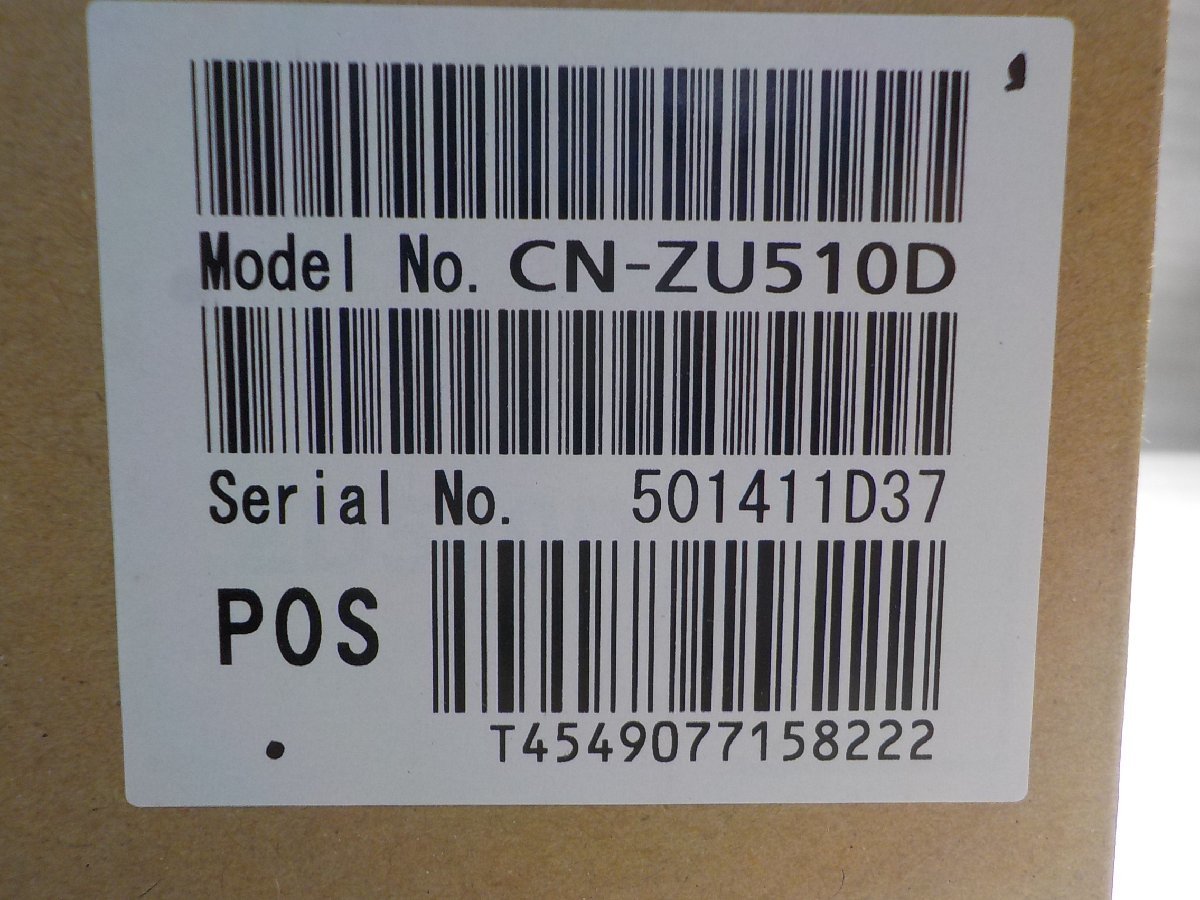 Model No. CN-ZU510D
Serial No. 501411D37
POS
T4549077158222